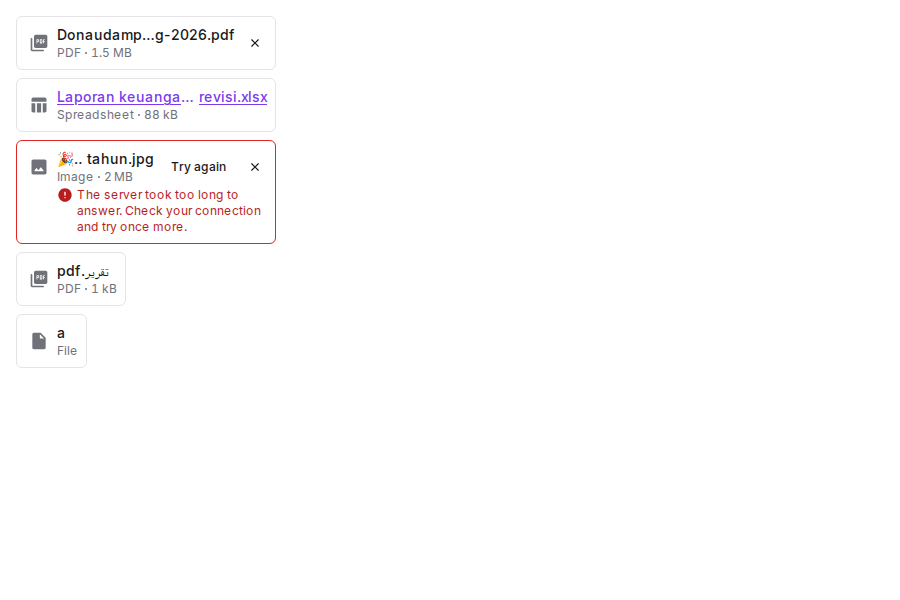 Donaudamp...g-2026.pdf
PDF · 1.5 MB
Laporan keuanga... revisi.xlsx
Spreadsheet · 88 kB
🎉.. tahun.jpg
Try again
Image · 2 MB
The server took too long to
answer. Check your connection
and try once more.
تقرير.pdf
PDF · 1 kB
a
File